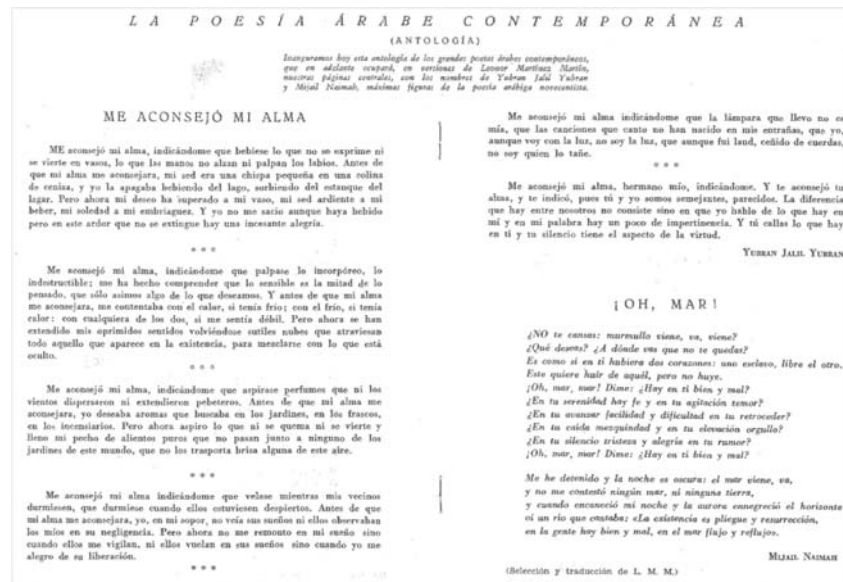 LA POESÍA ÁRABE CONTEMPORÁNEA
(ANTOLOGÍA)
Inauguramos hoy esta antología de los grandes poetas árabes contemporáneos,
que en adelante ocupará, en versiones de Leonor Martínez Martín,
nuestras páginas centrales, con los nombres de Yubran Jalil Yubran
y Mijail Naimah, máximas figuras de la poesía arábiga novecentista.
ME ACONSEJÓ MI ALMA
ME aconsejó mi alma, indicándome que bebiese lo que no se exprime ni
se vierte en vasos, lo que las manos no alzan ni palpan los labios. Antes de
que mi alma me aconsejara, mi sed era una chispa pequeña en una colina
de ceniza, y yo la apagaba bebiendo del lago, sorbiendo del estanque del
lagar. Pero ahora mi deseo ha superado a mi vaso, mi sed ardiente a mi
beber, mi soledad a mi embriaguez. Y yo no me sacio aunque haya bebido
pero en este ardor que no se extingue hay una incesante alegría.
* * *
Me aconsejó mi alma, indicándome que palpase lo incorpóreo, lo
indestructible; me ha hecho comprender que lo sensible es la mitad de lo
pensado, que sólo asimos algo de lo que deseamos. Y antes de que mi alma
me aconsejara, me contentaba con el calor, si tenía frío; con el frío, si tenía
calor: con cualquiera de los dos, si me sentía débil. Pero ahora se han
extendido mis oprimidos sentidos volviéndose sutiles nubes que atraviesan
todo aquello que aparece en la existencia, para mezclarse con lo que está
oculto.
* * *
Me aconsejó mi alma, indicándome que aspirase perfumes que ni los
vientos dispersaron ni extendieron pebeteros. Antes de que mi alma me
aconsejara, yo deseaba aromas que buscaba en los jardines, en los frascos,
en los incensarios. Pero ahora aspiro lo que ni se quema ni se vierte y
lleno mi pecho de alientos puros que no pasan junto a ninguno de los
jardines de este mundo, que no los trasporta brisa alguna de este aire.
* * *
Me aconsejó mi alma indicándome que velase mientras mis vecinos
durmiesen, que durmiese cuando ellos estuviesen despiertos. Antes de que
mi alma me aconsejara, yo, en mi sopor, no veía sus sueños ni ellos observaban
los míos en su negligencia. Pero ahora no me remonto en mi sueño sino
cuando ellos me vigilan, ni ellos vuelan en sus sueños sino cuando yo me
alegro de su liberación.
* * *
Me aconsejó mi alma indicándome que la lámpara que llevo no es
mía, que las canciones que canto no han nacido en mis entrañas, que yo,
aunque voy con la luz, no soy la luz, que aunque fui laud, ceñido de cuerdas,
no soy quien lo tañe.
* * *
Me aconsejó mi alma, hermano mío, indicándome. Y te aconsejó tu
alma, y te indicó, pues tú y yo somos semejantes, parecidos. La diferencia
que hay entre nosotros no consiste sino en que yo hablo de lo que hay en
mí y en mi palabra hay un poco de impertinencia. Y tú callas lo que hay
en ti y tu silencio tiene el aspecto de la virtud.
YUBRAN JALIL YUBRAN
¡OH, MAR!
¿NO te cansas: murmullo viene, va, viene?
¿Qué deseas? ¿A dónde vas que no te quedas?
Es como si en ti hubiera dos corazones: uno esclavo, libre el otro.
Este quiere huir de aquél, pero no huye.
¡Oh, mar, mar! Dime: ¿Hay en ti bien y mal?
¿En tu serenidad hay fe y en tu agitación temor?
¿En tu avanzar facilidad y dificultad en tu retroceder?
¿En tu caída mezquindad y en tu elevación orgullo?
¿En tu silencio tristeza y alegría en tu rumor?
¡Oh, mar, mar! Dime: ¿Hay en ti bien y mal?
Me he detenido y la noche es oscura: el mar viene, va,
y no me contestó ningún mar, ni ninguna tierra,
y cuando encaneció mi noche y la aurora ennegreció el horizonte
oí un río que cantaba: «La existencia es pliegue y resurrección,
en la gente hay bien y mal, en el mar flujo y reflujo».
MIJAIL NAIMAH
(Selección y traducción de L. M. M.)